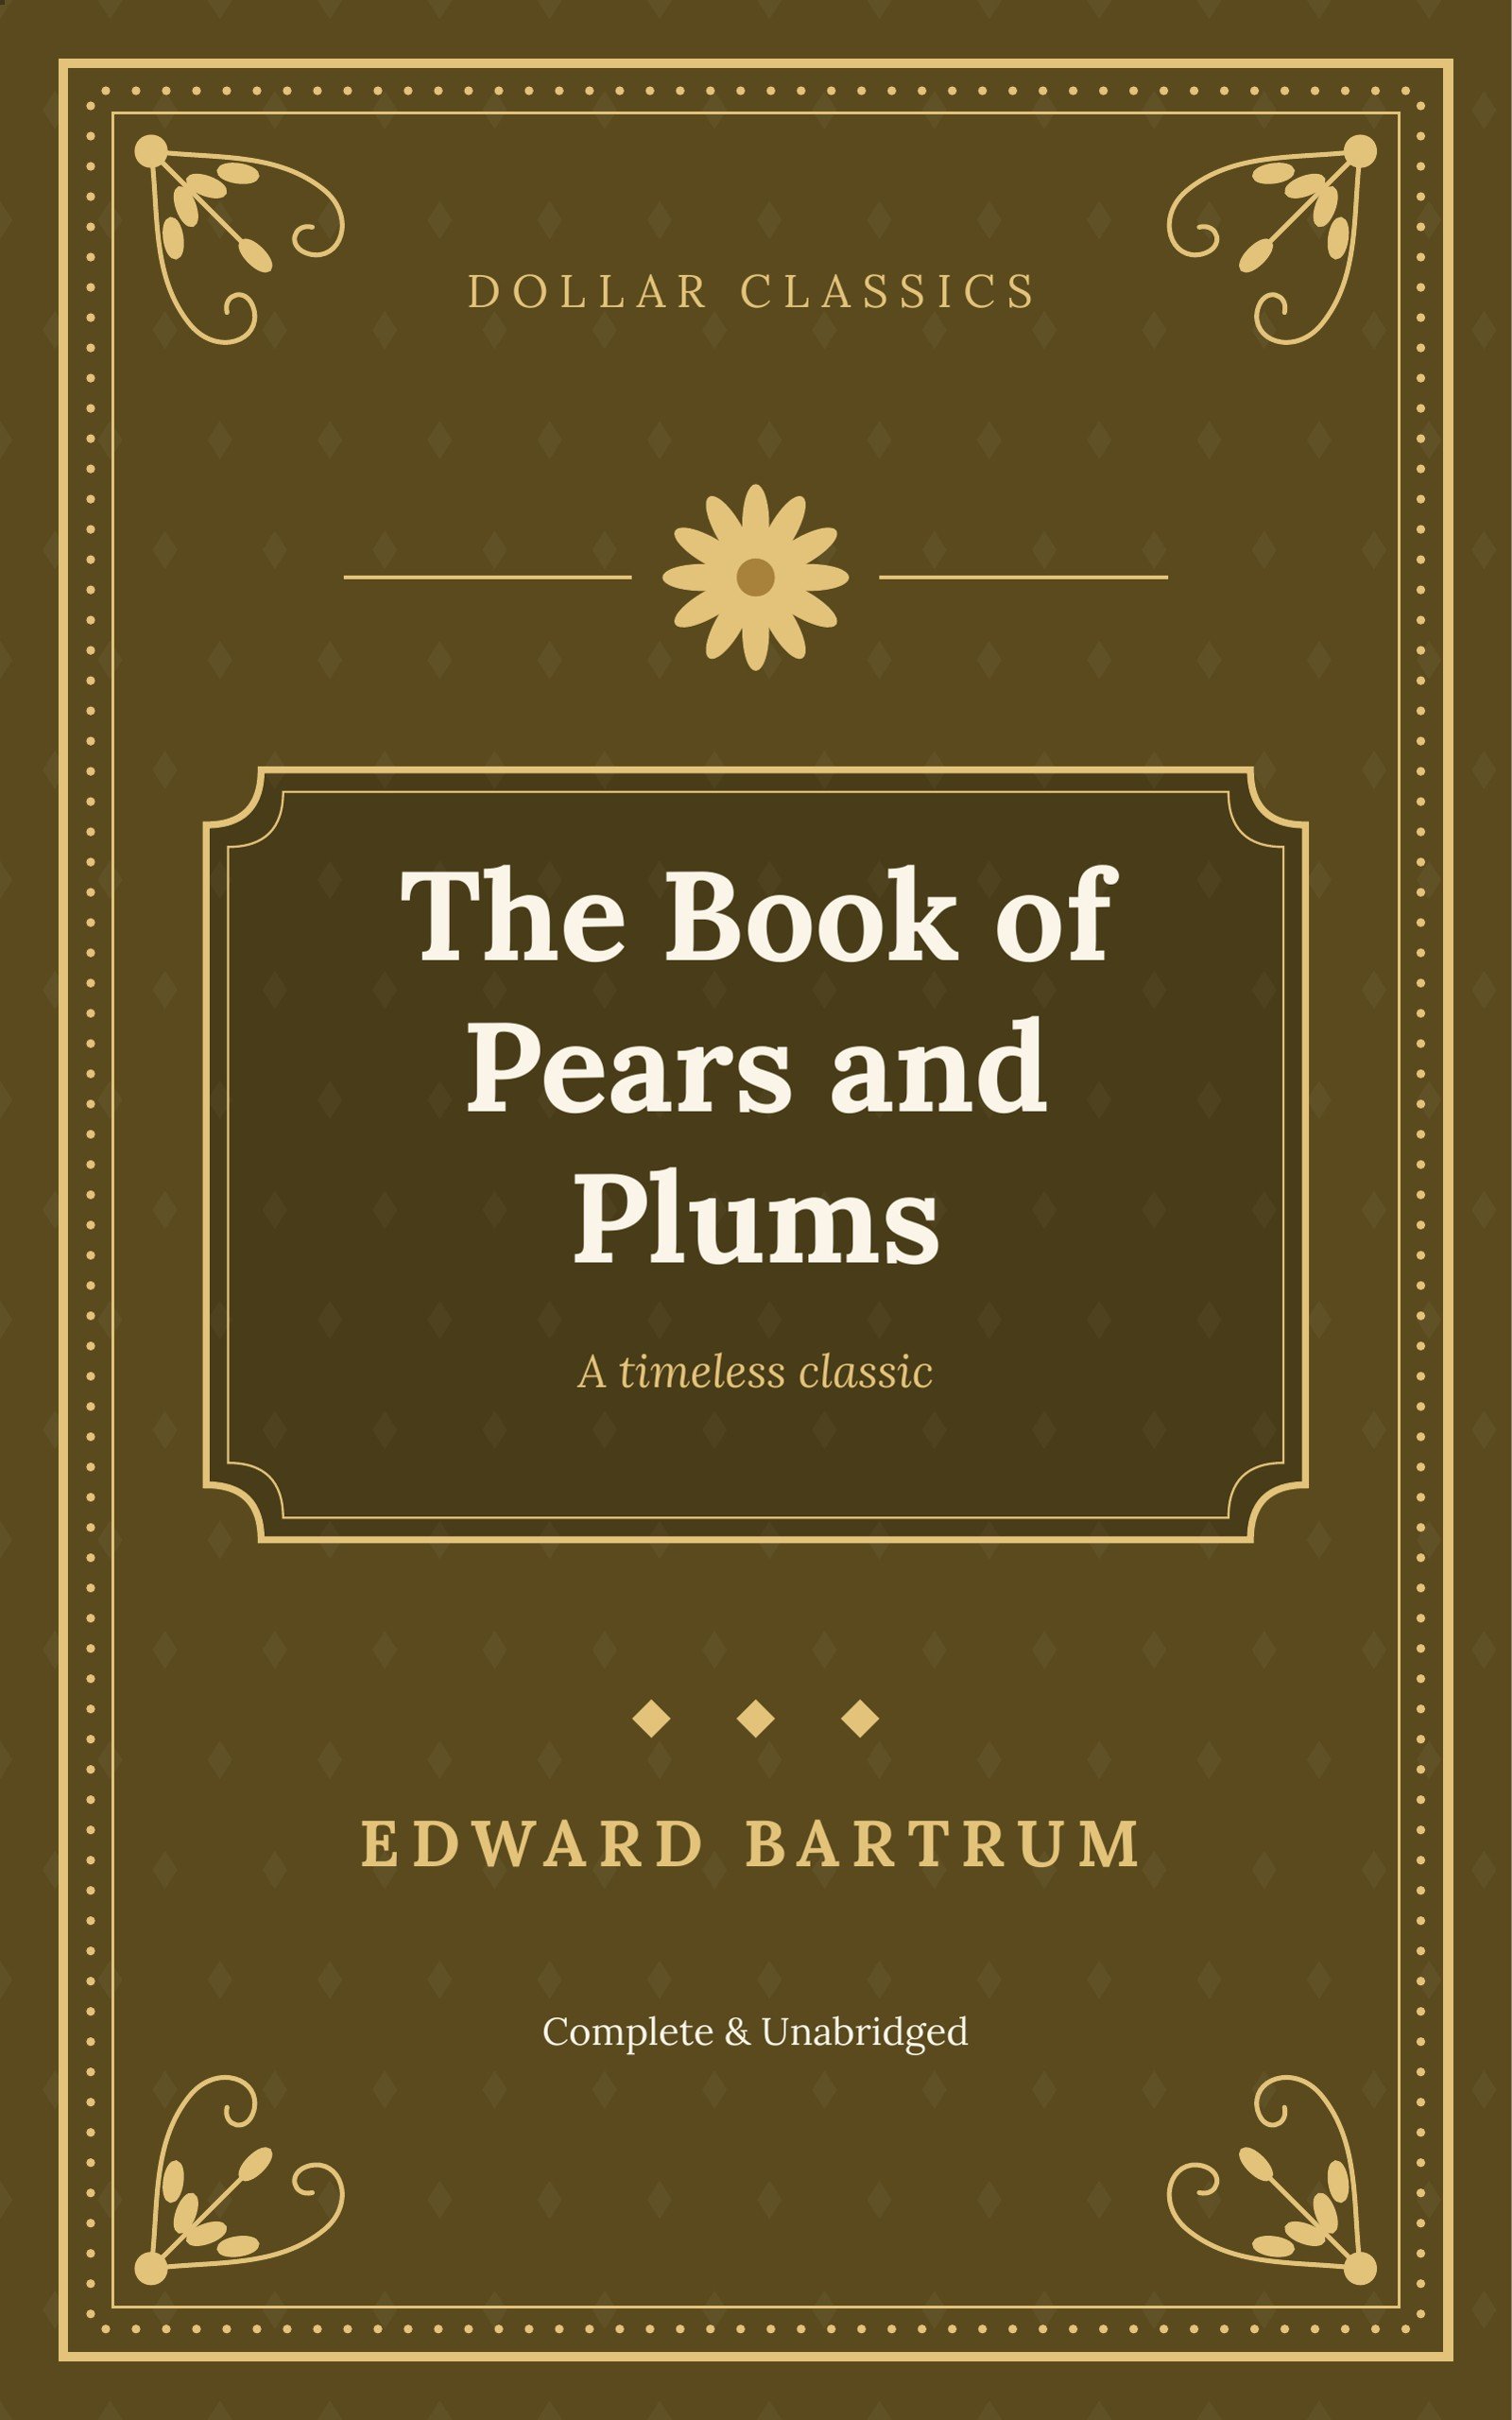 DOLLAR CLASSICS
The Book of
Pears and
Plums
A timeless classic
EDWARD BARTRUM
Complete & Unabridged